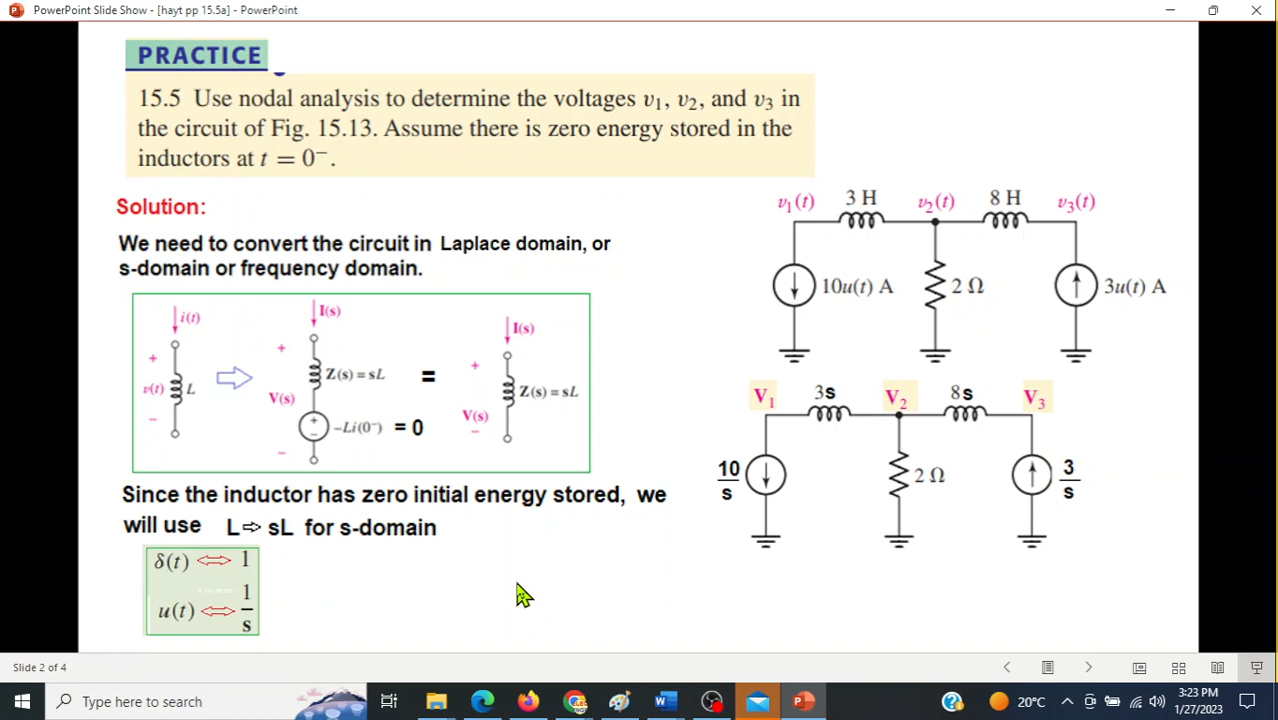 PowerPoint Slide Show - [hayt pp 15.5a] - PowerPoint
PRACTICE
15.5 Use nodal analysis to determine the voltages v₁, v₂, and v₃ in
the circuit of Fig. 15.13. Assume there is zero energy stored in the
inductors at t = 0⁻.
Solution:
We need to convert the circuit in Laplace domain, or
s-domain or frequency domain.
i(t)
+
v(t)
−
L
I(s)
+
V(s)
−
Z(s) = sL
+
−
−Li(0⁻) = 0
=
I(s)
+
V(s)
−
Z(s) = sL
Since the inductor has zero initial energy stored, we
will use L ⇨ sL for s-domain
δ(t) ⇔ 1
u(t) ⇔ 1/s
v₁(t) 3 H v₂(t) 8 H v₃(t)
10u(t) A 2 Ω 3u(t) A
V₁ 3s V₂ 8s V₃
10/s 2 Ω 3/s
Slide 2 of 4
Type here to search
20°C
3:23 PM
1/27/2023